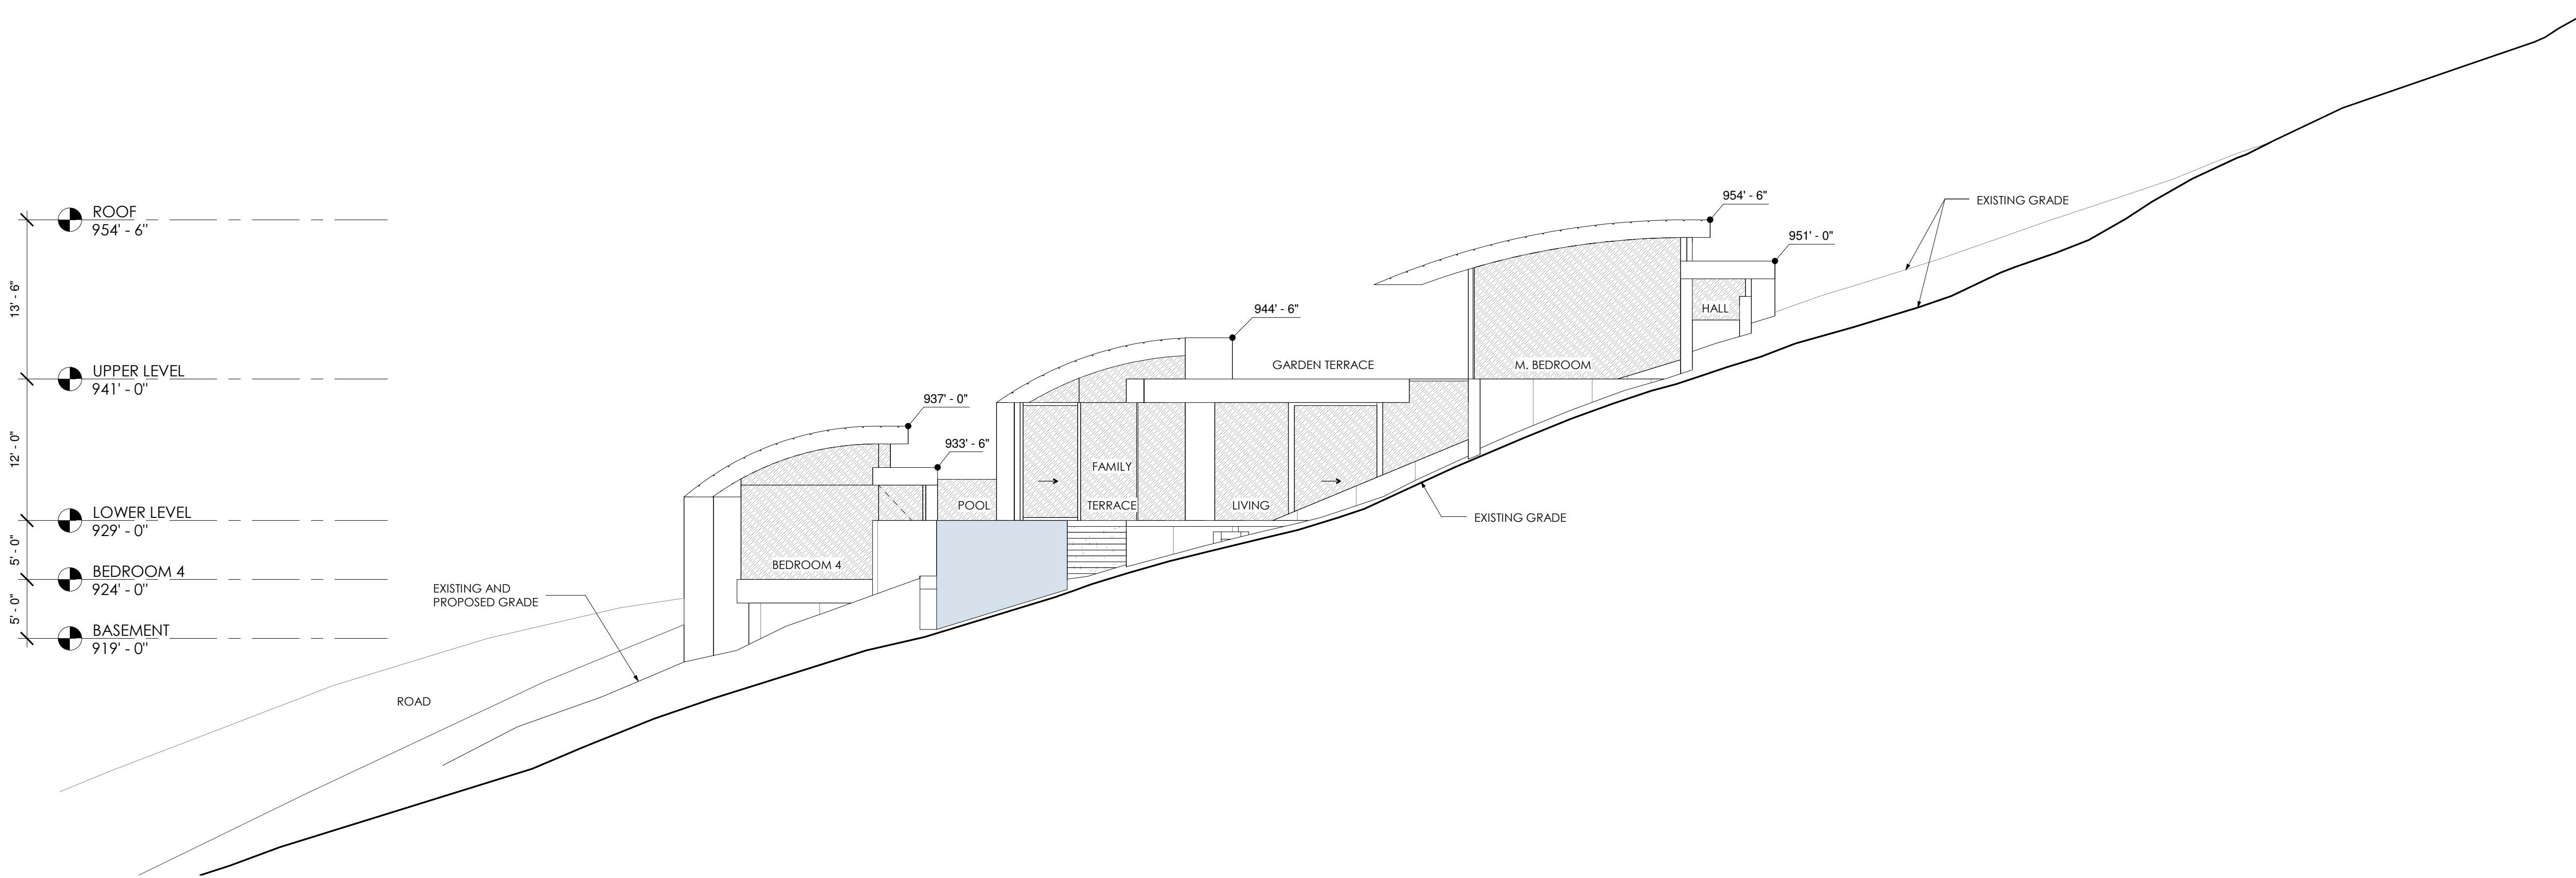 ROOF
954' - 6"
13' - 6"
UPPER LEVEL
941' - 0"
12' - 0"
LOWER LEVEL
929' - 0"
5' - 0"
BEDROOM 4
924' - 0"
5' - 0"
BASEMENT
919' - 0"
954' - 6"
951' - 0"
EXISTING GRADE
HALL
944' - 6"
GARDEN TERRACE
M. BEDROOM
937' - 0"
933' - 6"
FAMILY
POOL
TERRACE
LIVING
EXISTING GRADE
BEDROOM 4
EXISTING AND
PROPOSED GRADE
ROAD